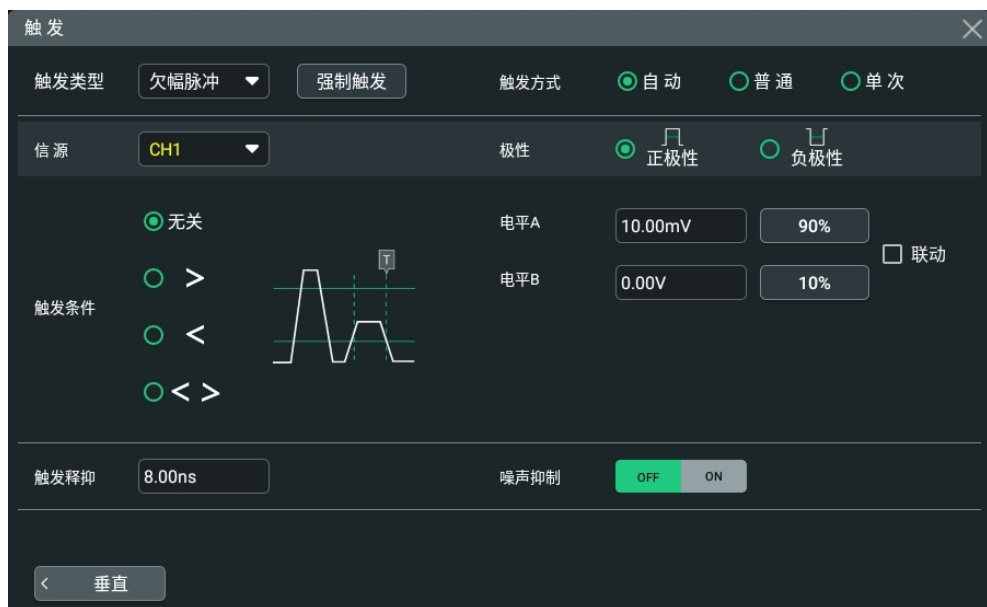 触发
触发类型 欠幅脉冲 强制触发 触发方式 自动 普通 单次
信源 CH1 极性 正极性 负极性
无关 电平A 10.00mV 90%
联动
> T 电平B 0.00V 10%
触发条件
<
< >
触发释抑 8.00ns 噪声抑制 OFF ON
< 垂直